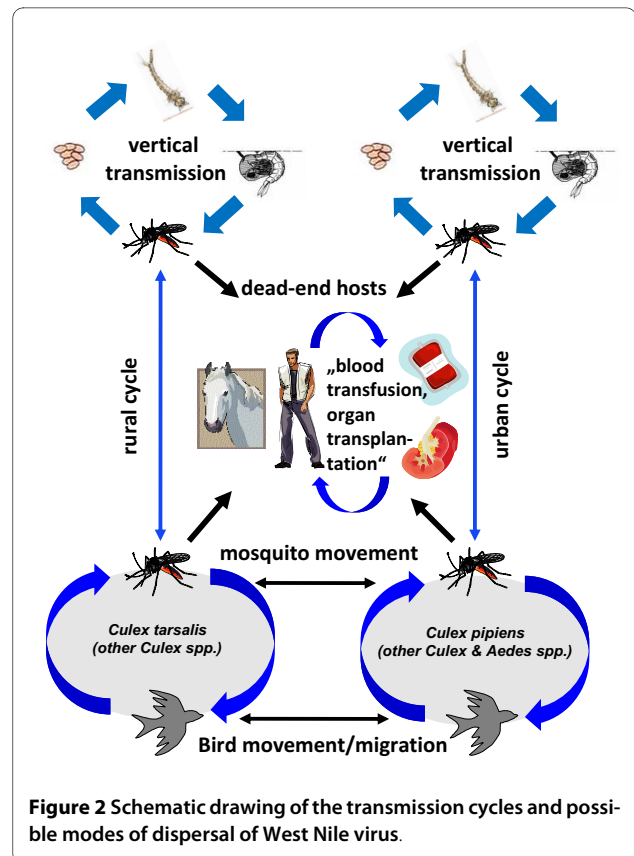 vertical
transmission
vertical
transmission
dead-end hosts
rural cycle
„blood
transfusion,
organ
transplan-
tation“
urban cycle
mosquito movement
Culex tarsalis
(other Culex spp.)
Culex pipiens
(other Culex & Aedes spp.)
Bird movement/migration
Figure 2 Schematic drawing of the transmission cycles and possi-
ble modes of dispersal of West Nile virus.